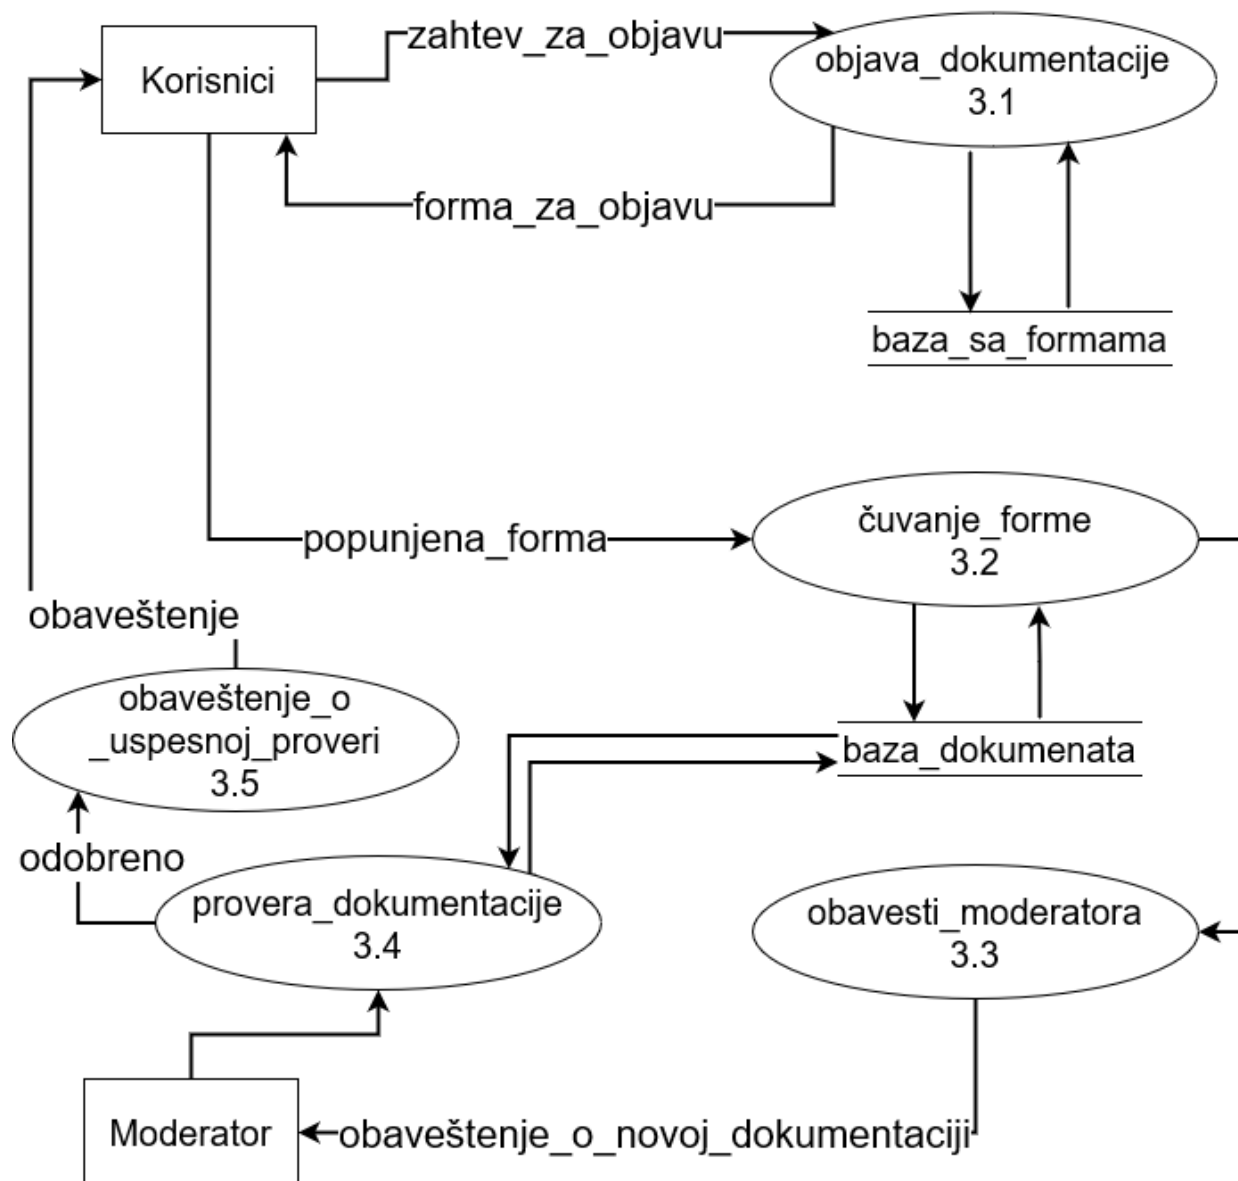 zahtev_za_objavu
objava_dokumentacije
3.1
Korisnici
forma_za_objavu
baza_sa_formama
čuvanje_forme
3.2
popunjena_forma
obaveštenje
obaveštenje_o
_uspesnoj_proveri
3.5
baza_dokumenata
odobreno
provera_dokumentacije
3.4
obavesti_moderatora
3.3
Moderator
obaveštenje_o_novoj_dokumentaciji